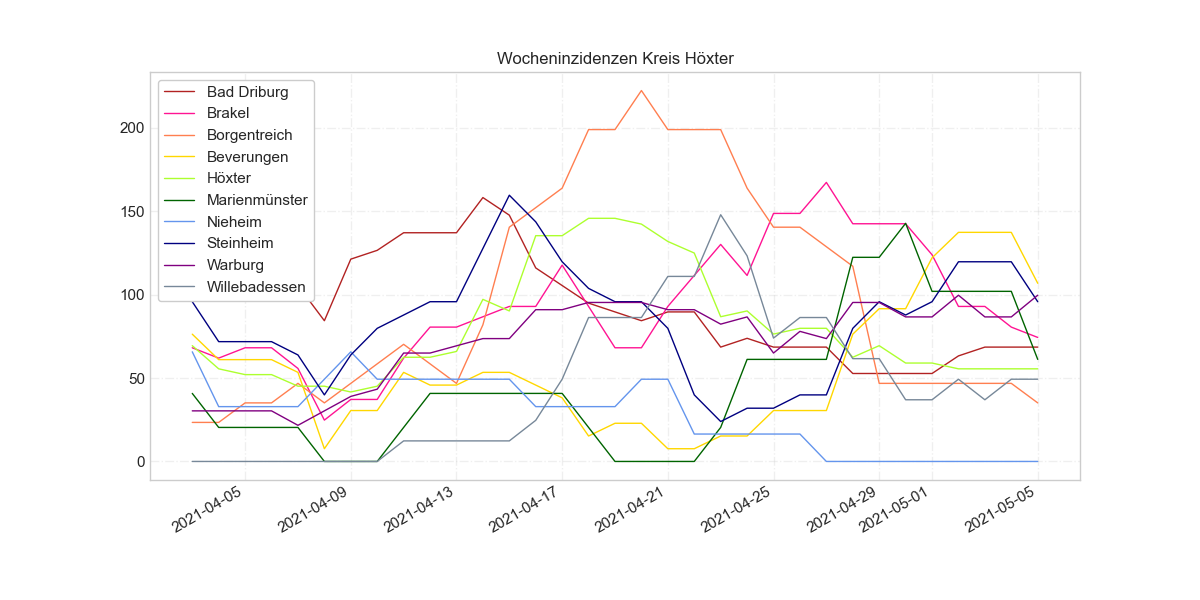 Wocheninzidenzen Kreis Höxter
Bad Driburg
Brakel
Borgentreich
Beverungen
Höxter
Marienmünster
Nieheim
Steinheim
Warburg
Willebadessen
200
150
100
50
0
2021-04-05
2021-04-09
2021-04-13
2021-04-17
2021-04-21
2021-04-25
2021-04-29
2021-05-01
2021-05-05